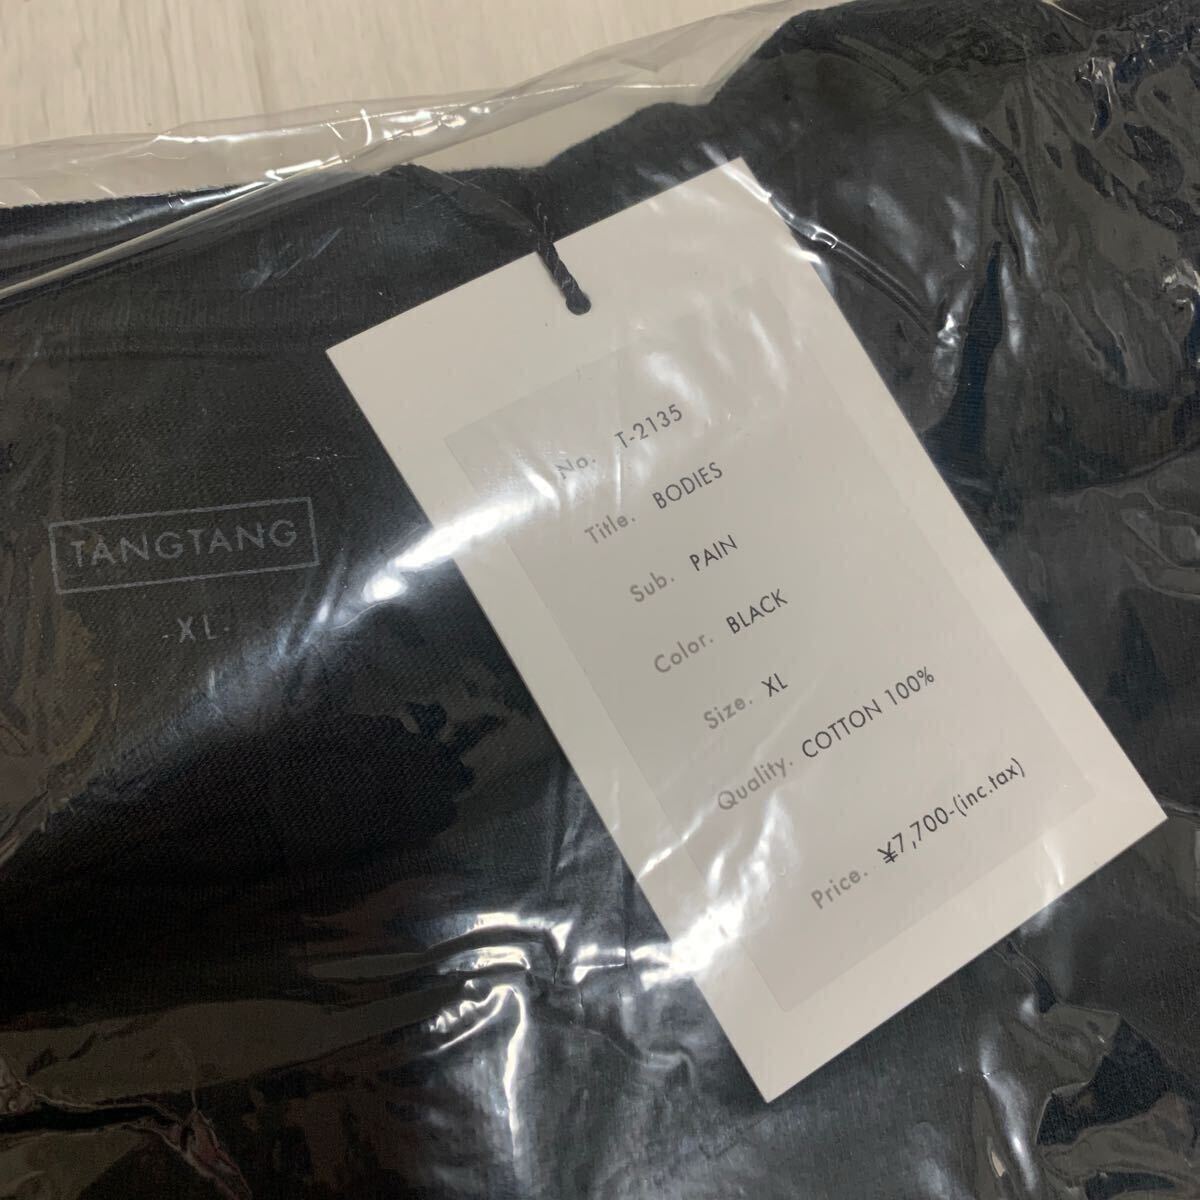 TANGTANG
-XL-
No. T-2135
Title. BODIES
Sub. PAIN
Color. BLACK
Size. XL
Quality. COTTON 100%
Price. ¥7,700-(inc.tax)